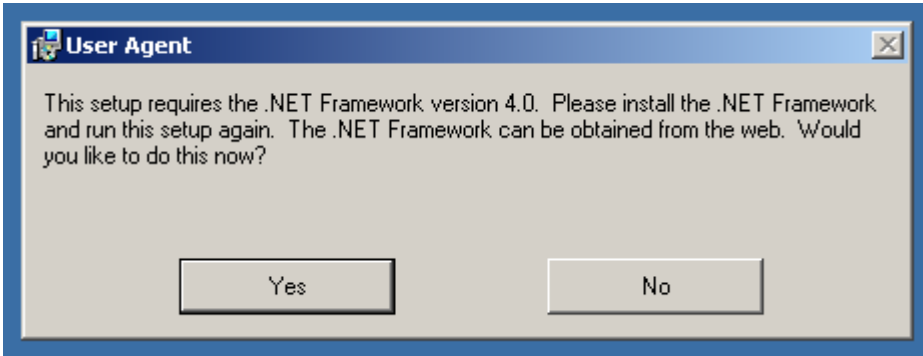 User Agent
This setup requires the .NET Framework version 4.0.  Please install the .NET Framework
and run this setup again.  The .NET Framework can be obtained from the web.  Would
you like to do this now?
Yes
No